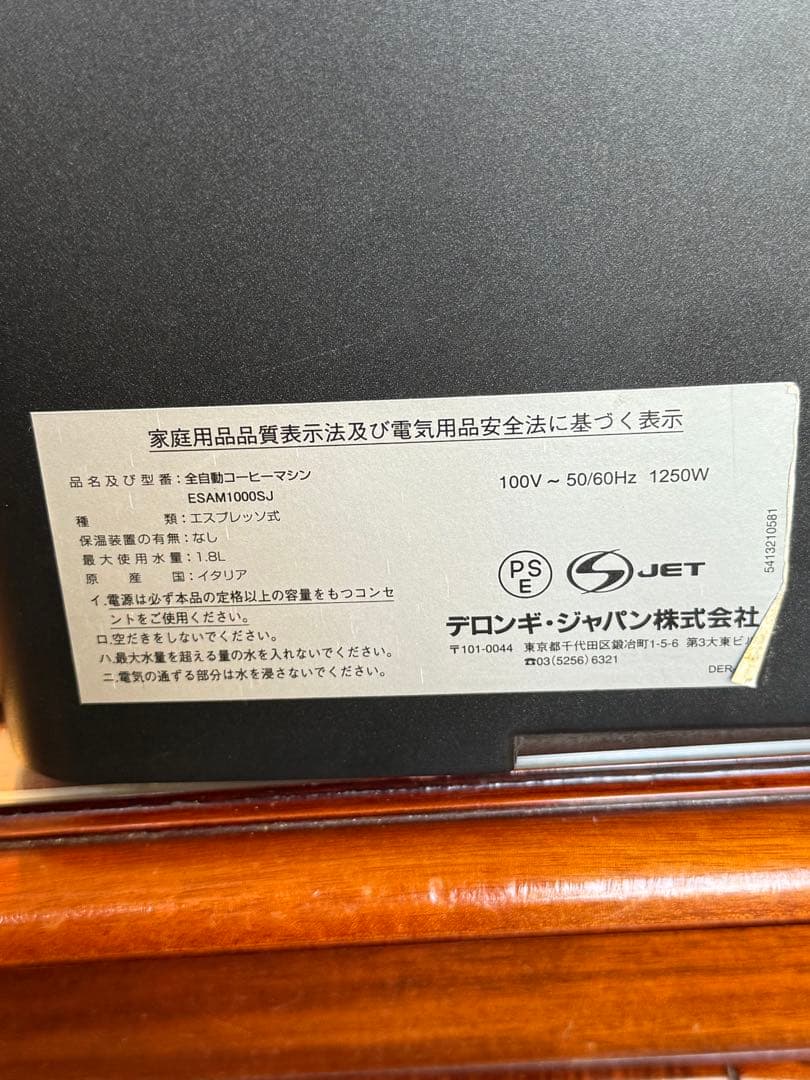 家庭用品品質表示法及び電気用品安全法に基づく表示
品名及び型番：全自動コーヒーマシン
ESAM1000SJ
種　　　類：エスプレッソ式
保温装置の有無：なし
最大使用水量：1.8L
原　産　国：イタリア
イ.電源は必ず本品の定格以上の容量をもつコンセ
ントをご使用ください。
ロ.空だきをしないでください。
ハ.最大水量を超える量の水を入れないでください。
ニ.電気の通ずる部分は水を浸さないでください。
100V～ 50/60Hz 1250W
PS
E
S JET
デロンギ・ジャパン株式会社
〒101-0044 東京都千代田区鍛冶町1-5-6 第3大東ビル
☎03(5256)6321
DER-
5413210581